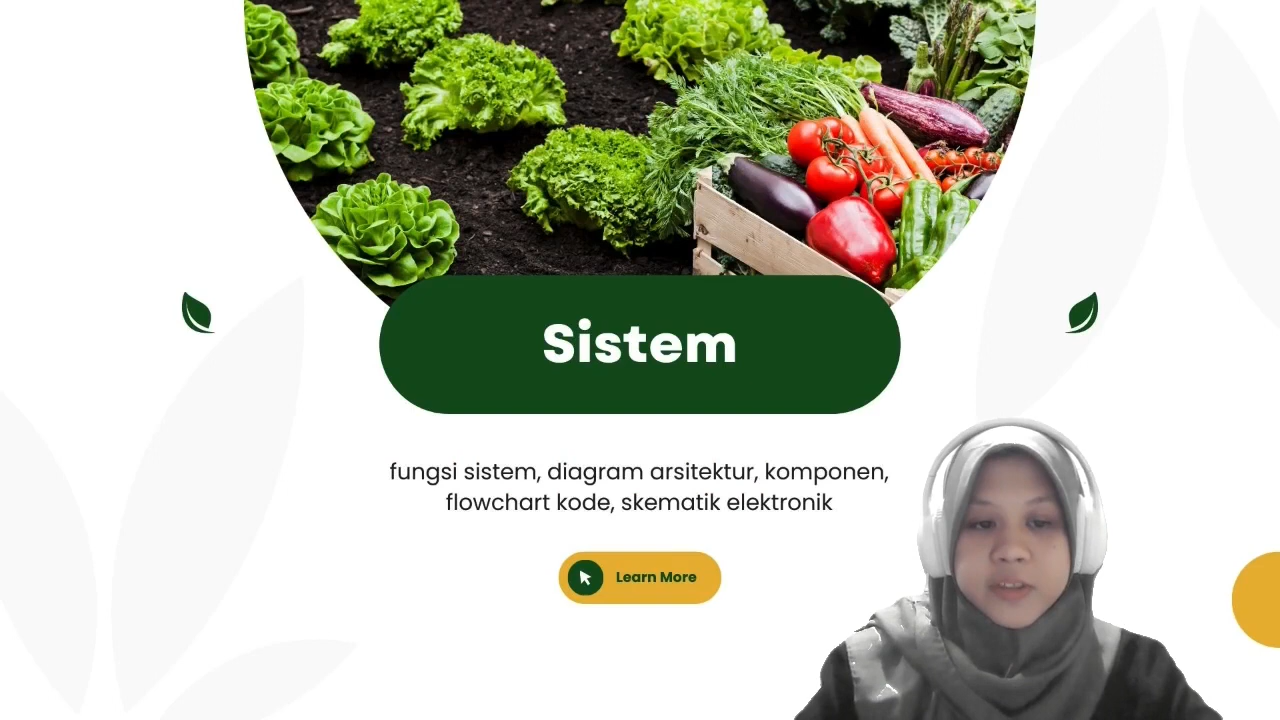 Sistem
fungsi sistem, diagram arsitektur, komponen,
flowchart kode, skematik elektronik
Learn More